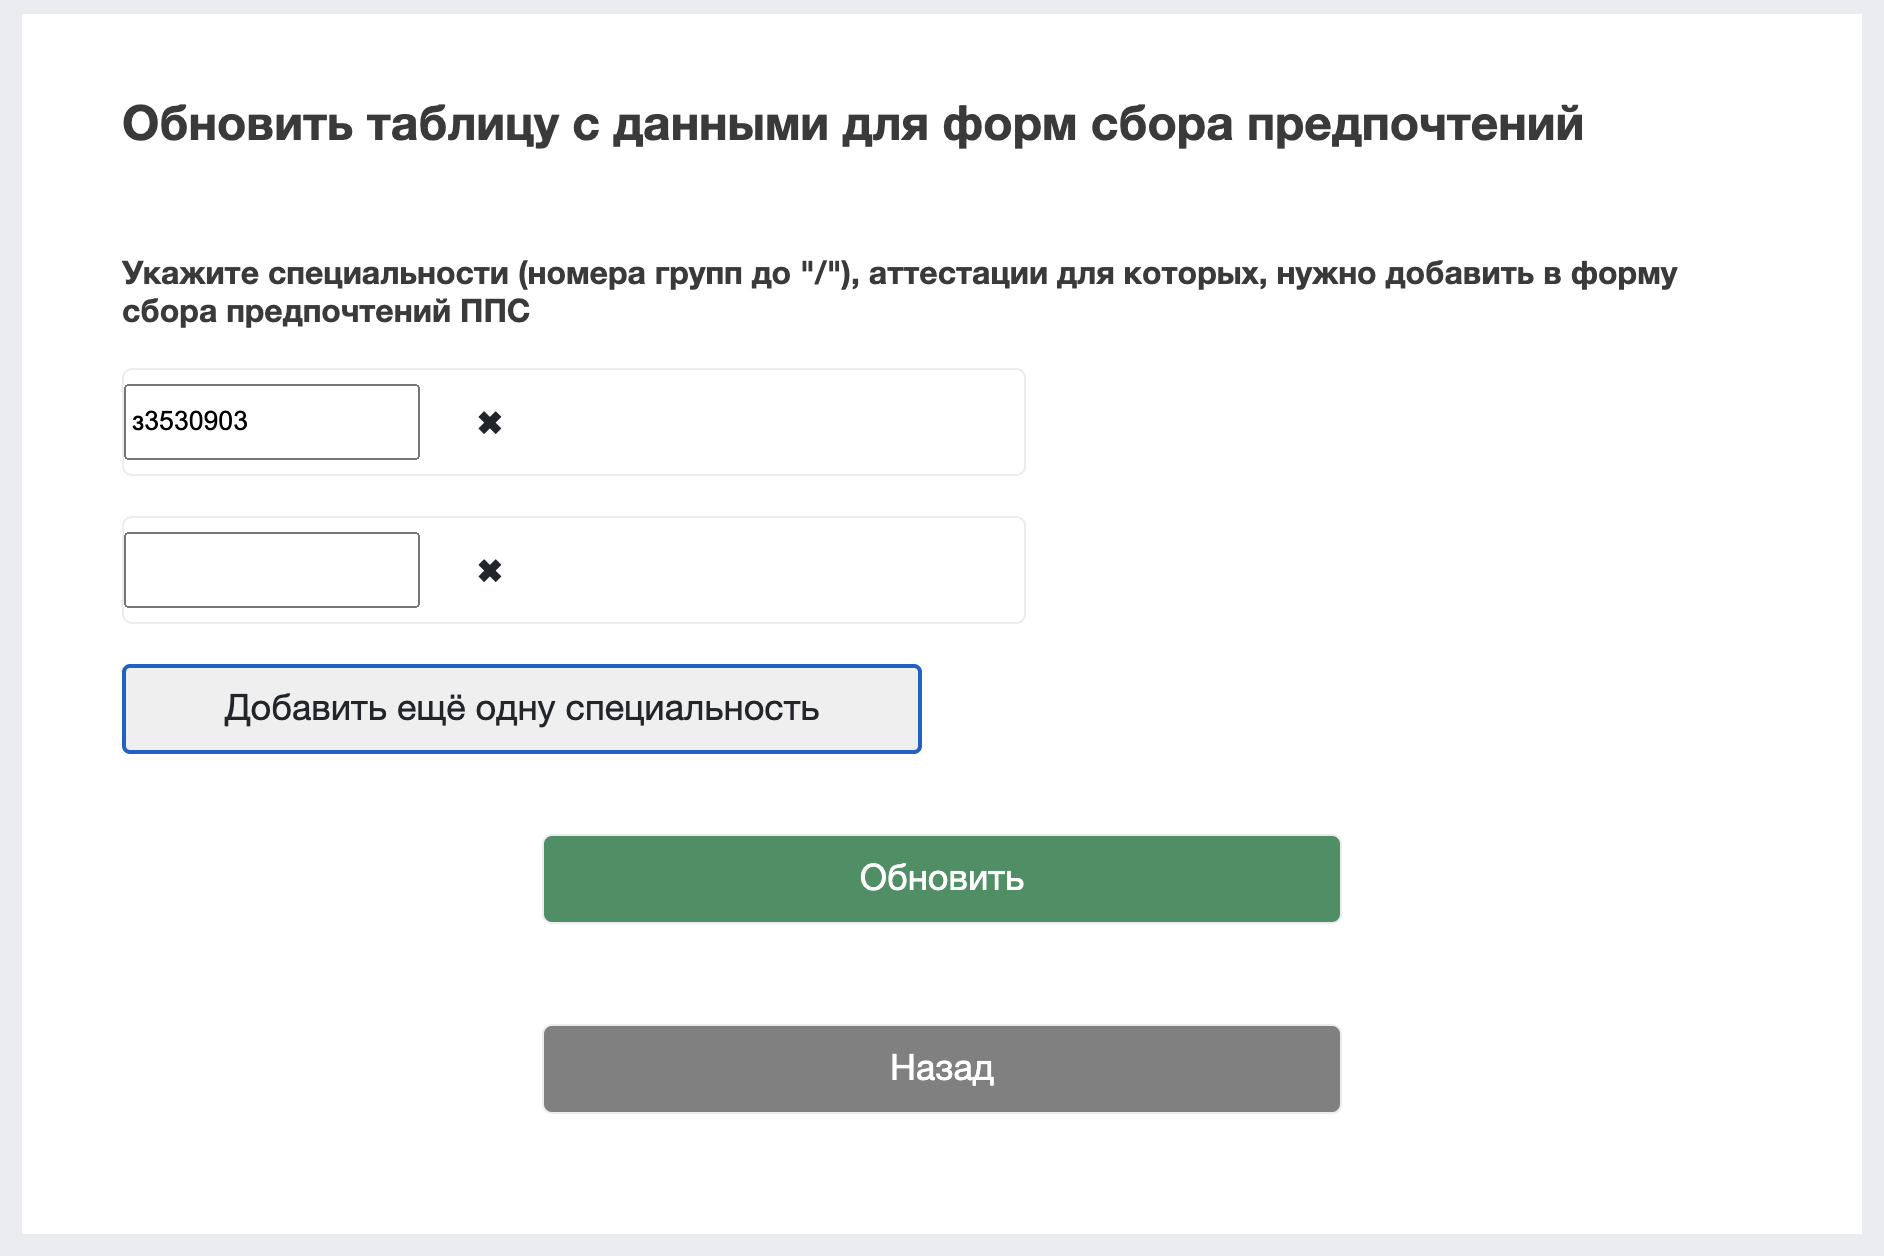 Обновить таблицу с данными для форм сбора предпочтений
Укажите специальности (номера групп до "/"), аттестации для которых, нужно добавить в форму
сбора предпочтений ППС
з3530903 ✖
✖
Добавить ещё одну специальность
Обновить
Назад